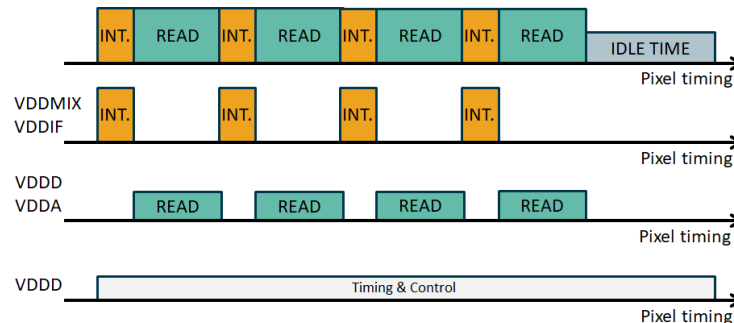 INT. READ INT. READ INT. READ INT. READ IDLE TIME
Pixel timing
VDDMIX
VDDIF
INT. INT. INT. INT.
Pixel timing
VDDD
VDDA
READ READ READ READ
Pixel timing
VDDD
Timing & Control
Pixel timing